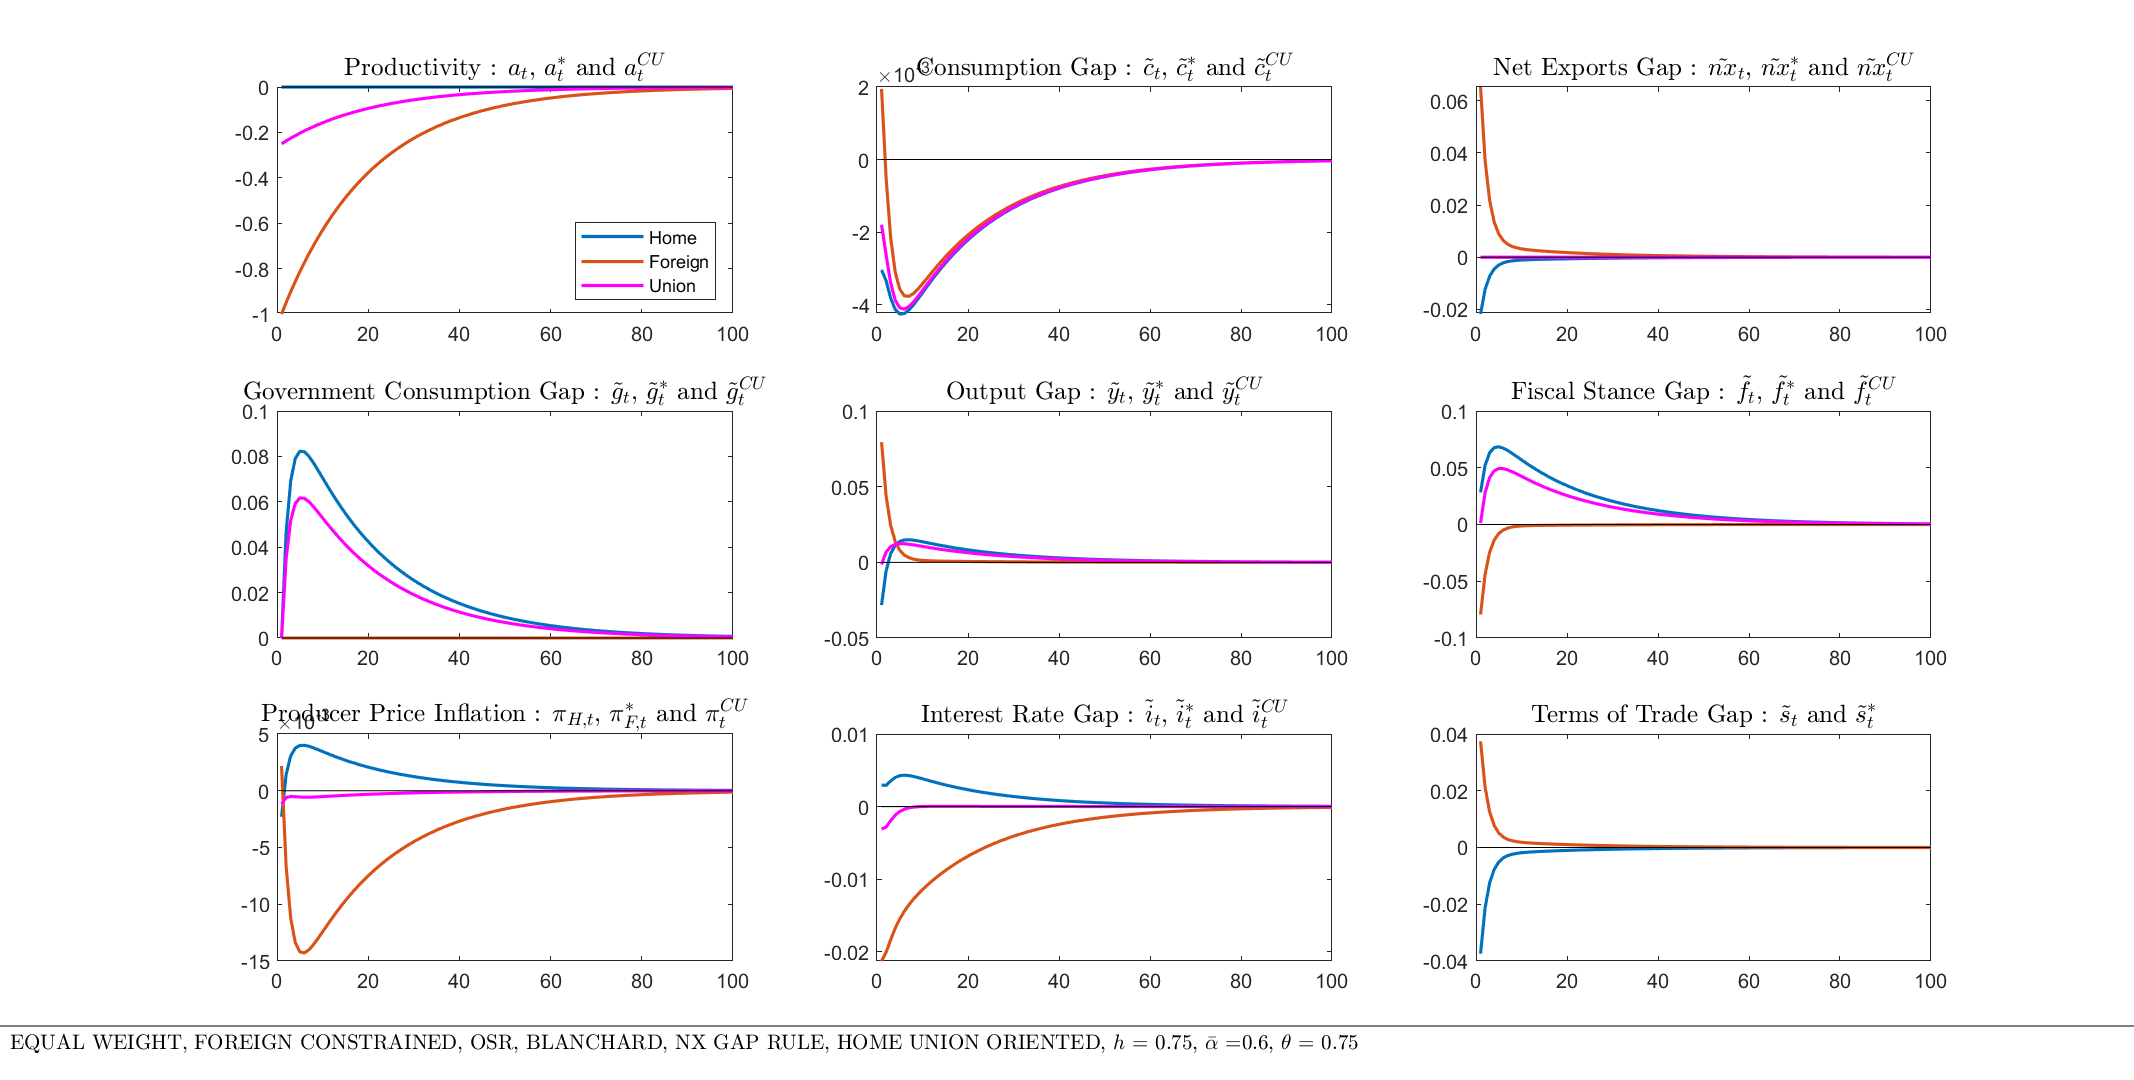 Productivity : a_t, a_t^* and a_t^{CU}
0
-0.2
-0.4
-0.6
-0.8
-1
0 20 40 60 80 100
Home
Foreign
Union
Consumption Gap : c̃_t, c̃_t^* and c̃_t^{CU}
×10^{-3}
2
0
-2
-4
0 20 40 60 80 100
Net Exports Gap : ñx_t, ñx_t^* and ñx_t^{CU}
0.06
0.04
0.02
0
-0.02
0 20 40 60 80 100
Government Consumption Gap : g̃_t, g̃_t^* and g̃_t^{CU}
0.1
0.08
0.06
0.04
0.02
0
0 20 40 60 80 100
Output Gap : ỹ_t, ỹ_t^* and ỹ_t^{CU}
0.1
0.05
0
-0.05
0 20 40 60 80 100
Fiscal Stance Gap : f̃_t, f̃_t^* and f̃_t^{CU}
0.1
0.05
0
-0.05
-0.1
0 20 40 60 80 100
Producer Price Inflation : π_{H,t}, π_{F,t}^* and π_t^{CU}
×10^{-3}
5
0
-5
-10
-15
0 20 40 60 80 100
Interest Rate Gap : ĩ_t, ĩ_t^* and ĩ_t^{CU}
0.01
0
-0.01
-0.02
0 20 40 60 80 100
Terms of Trade Gap : s̃_t and s̃_t^*
0.04
0.02
0
-0.02
-0.04
0 20 40 60 80 100
EQUAL WEIGHT, FOREIGN CONSTRAINED, OSR, BLANCHARD, NX GAP RULE, HOME UNION ORIENTED, h = 0.75, ᾱ =0.6, θ = 0.75